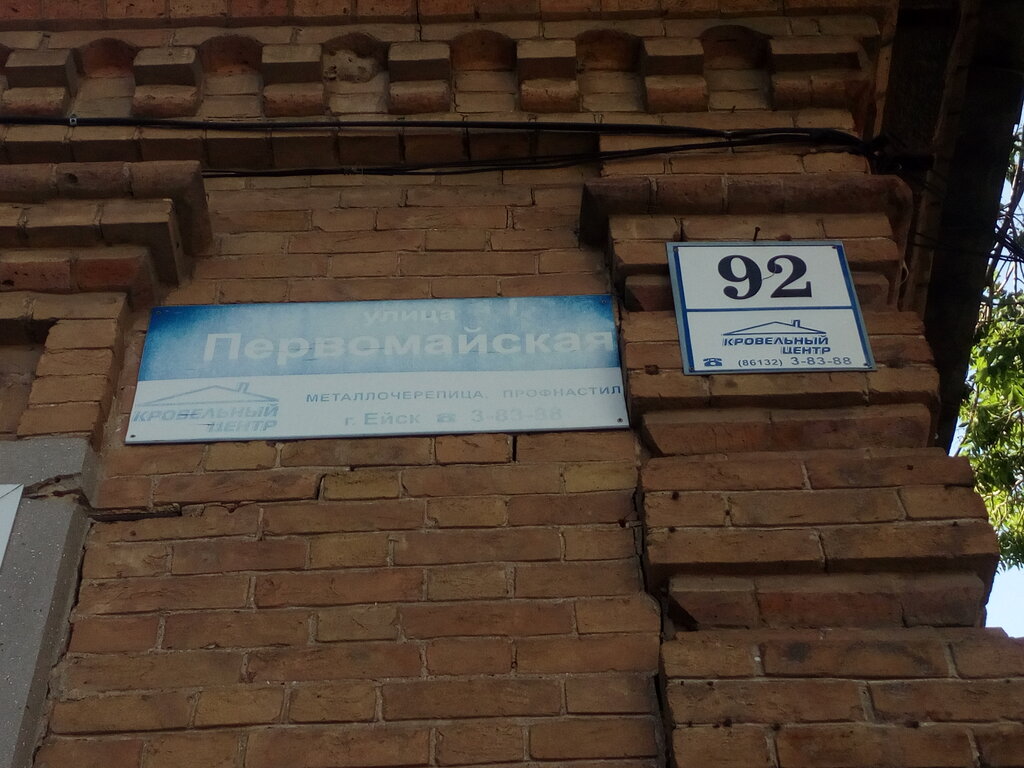 улица
Первомайская
КРОВЕЛЬНЫЙ
ЦЕНТР
МЕТАЛЛОЧЕРЕПИЦА. ПРОФНАСТИЛ
г. Ейск ☎ 3-83-88
92
КРОВЕЛЬНЫЙ
ЦЕНТР
☎ (86132) 3-83-88